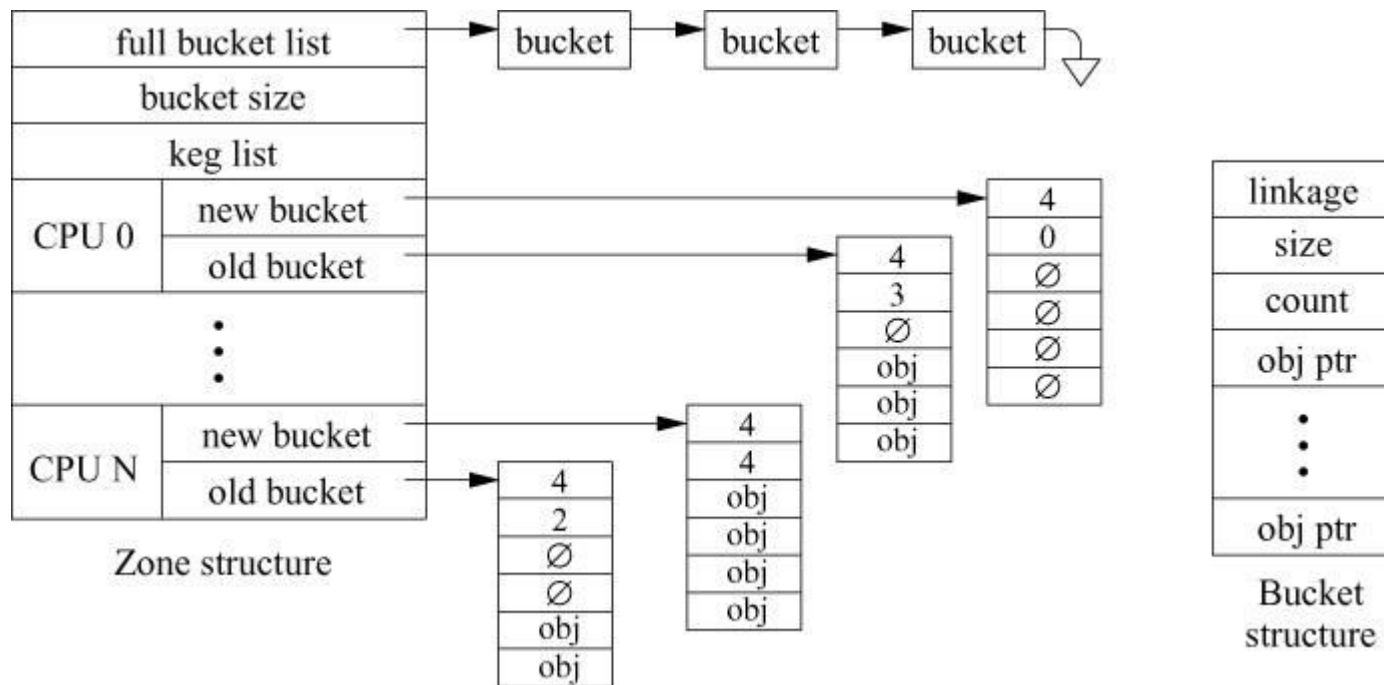 full bucket list
bucket
bucket
bucket
bucket size
keg list
CPU 0
new bucket
old bucket
CPU N
new bucket
old bucket
Zone structure
4
2
∅
∅
obj
obj
4
4
obj
obj
obj
obj
4
3
∅
obj
obj
obj
4
0
∅
∅
∅
∅
linkage
size
count
obj ptr
obj ptr
Bucket
structure